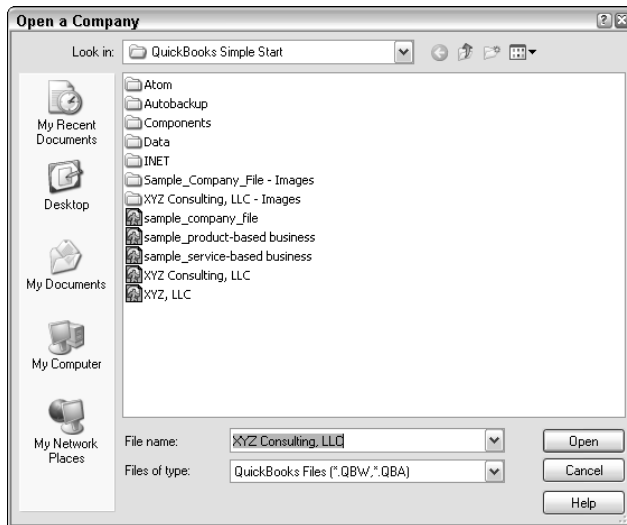 Open a Company
Look in:
QuickBooks Simple Start
My Recent
Documents
Desktop
My Documents
My Computer
My Network
Places
Atom
Autobackup
Components
Data
INET
Sample_Company_File - Images
XYZ Consulting, LLC - Images
sample_company_file
sample_product-based business
sample_service-based business
XYZ Consulting, LLC
XYZ, LLC
File name:
XYZ Consulting, LLC
Open
Files of type:
QuickBooks Files (*.QBW,*.QBA)
Cancel
Help